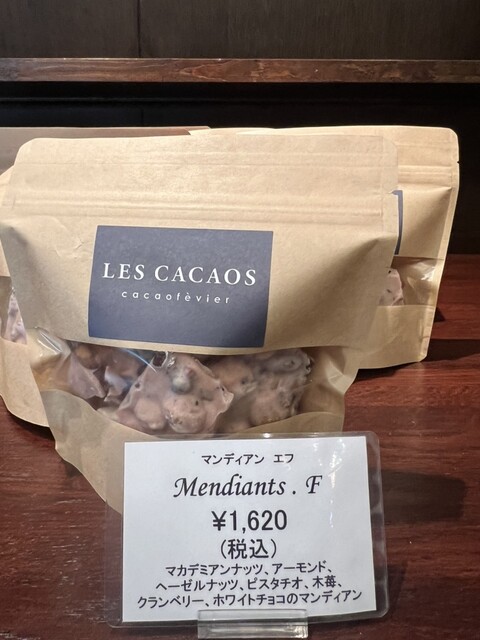 LES CACAOS
cacaofèvier
マンディアン エフ
Mendiants . F
¥1,620
(税込)
マカデミアンナッツ、アーモンド、
ヘーゼルナッツ、ピスタチオ、木苺、
クランベリー、ホワイトチョコのマンディアン